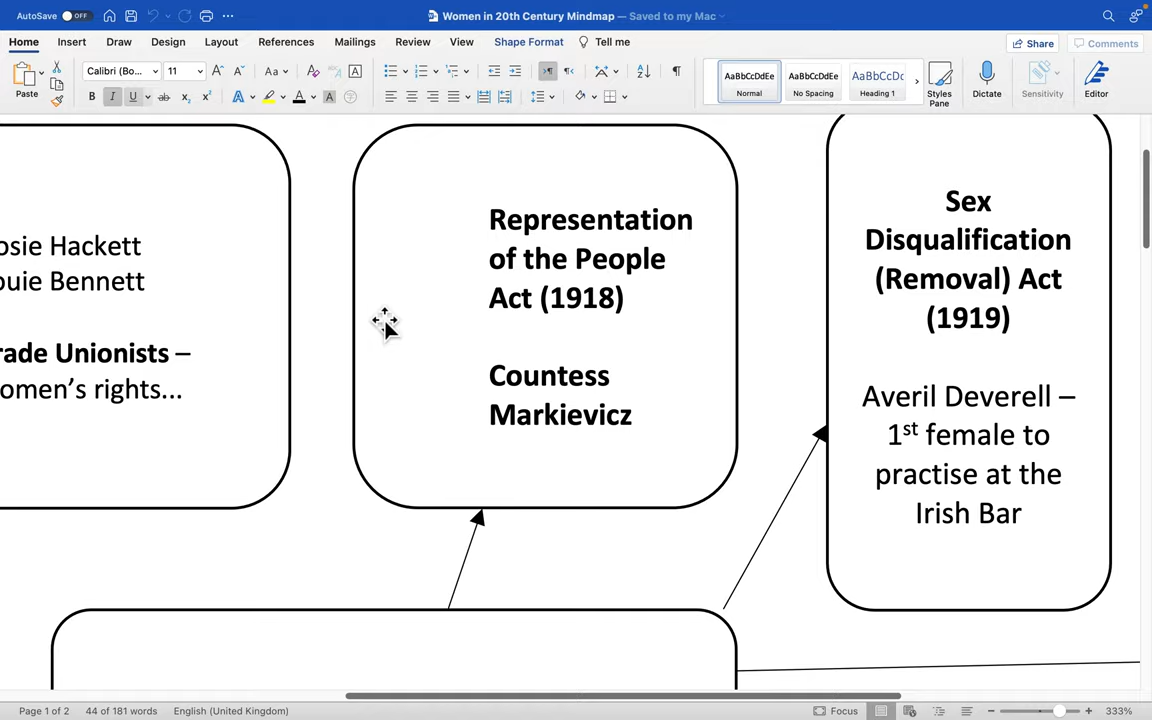 AutoSave OFF
Women in 20th Century Mindmap — Saved to my Mac
Home Insert Draw Design Layout References Mailings Review View Shape Format Tell me
Share Comments
Paste
Calibri (Bo... 11
AaBbCcDdEe AaBbCcDdEe AaBbCcDc
Normal No Spacing Heading 1
Styles Pane
Dictate
Sensitivity
Editor
osie Hackett
ouie Bennett
rade Unionists –
omen's rights...
Representation
of the People
Act (1918)
Countess
Markievicz
Sex
Disqualification
(Removal) Act
(1919)
Averil Deverell –
1st female to
practise at the
Irish Bar
Page 1 of 2 44 of 181 words English (United Kingdom) Focus 333%